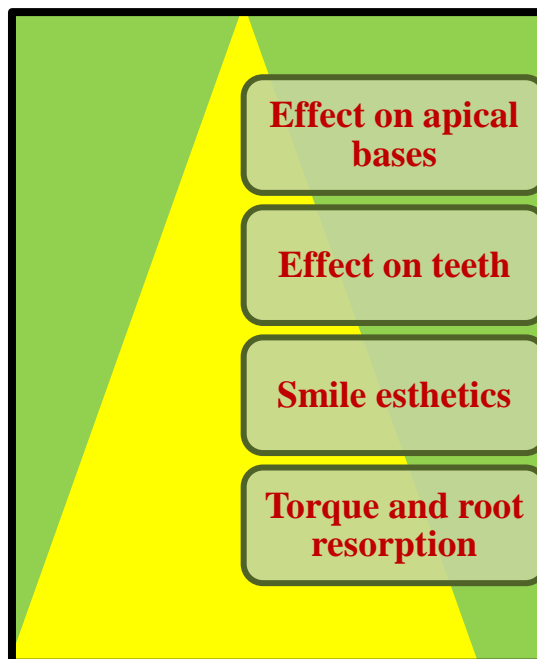 Effect on apical
bases
Effect on teeth
Smile esthetics
Torque and root
resorption